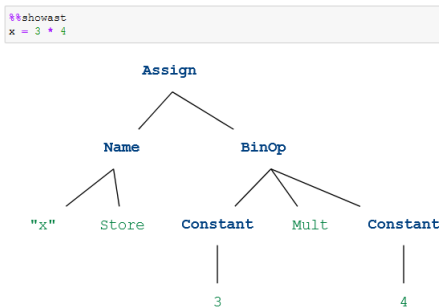 %%showast
x = 3 * 4
Assign
Name BinOp
"x" Store Constant Mult Constant
3 4